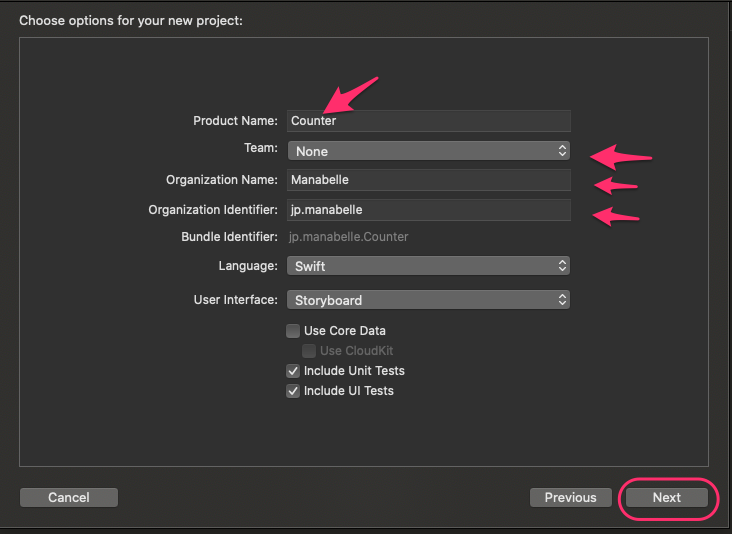 Choose options for your new project:
Product Name: Counter
Team: None
Organization Name: Manabelle
Organization Identifier: jp.manabelle
Bundle Identifier: jp.manabelle.Counter
Language: Swift
User Interface: Storyboard
Use Core Data
Use CloudKit
Include Unit Tests
Include UI Tests
Cancel Previous Next